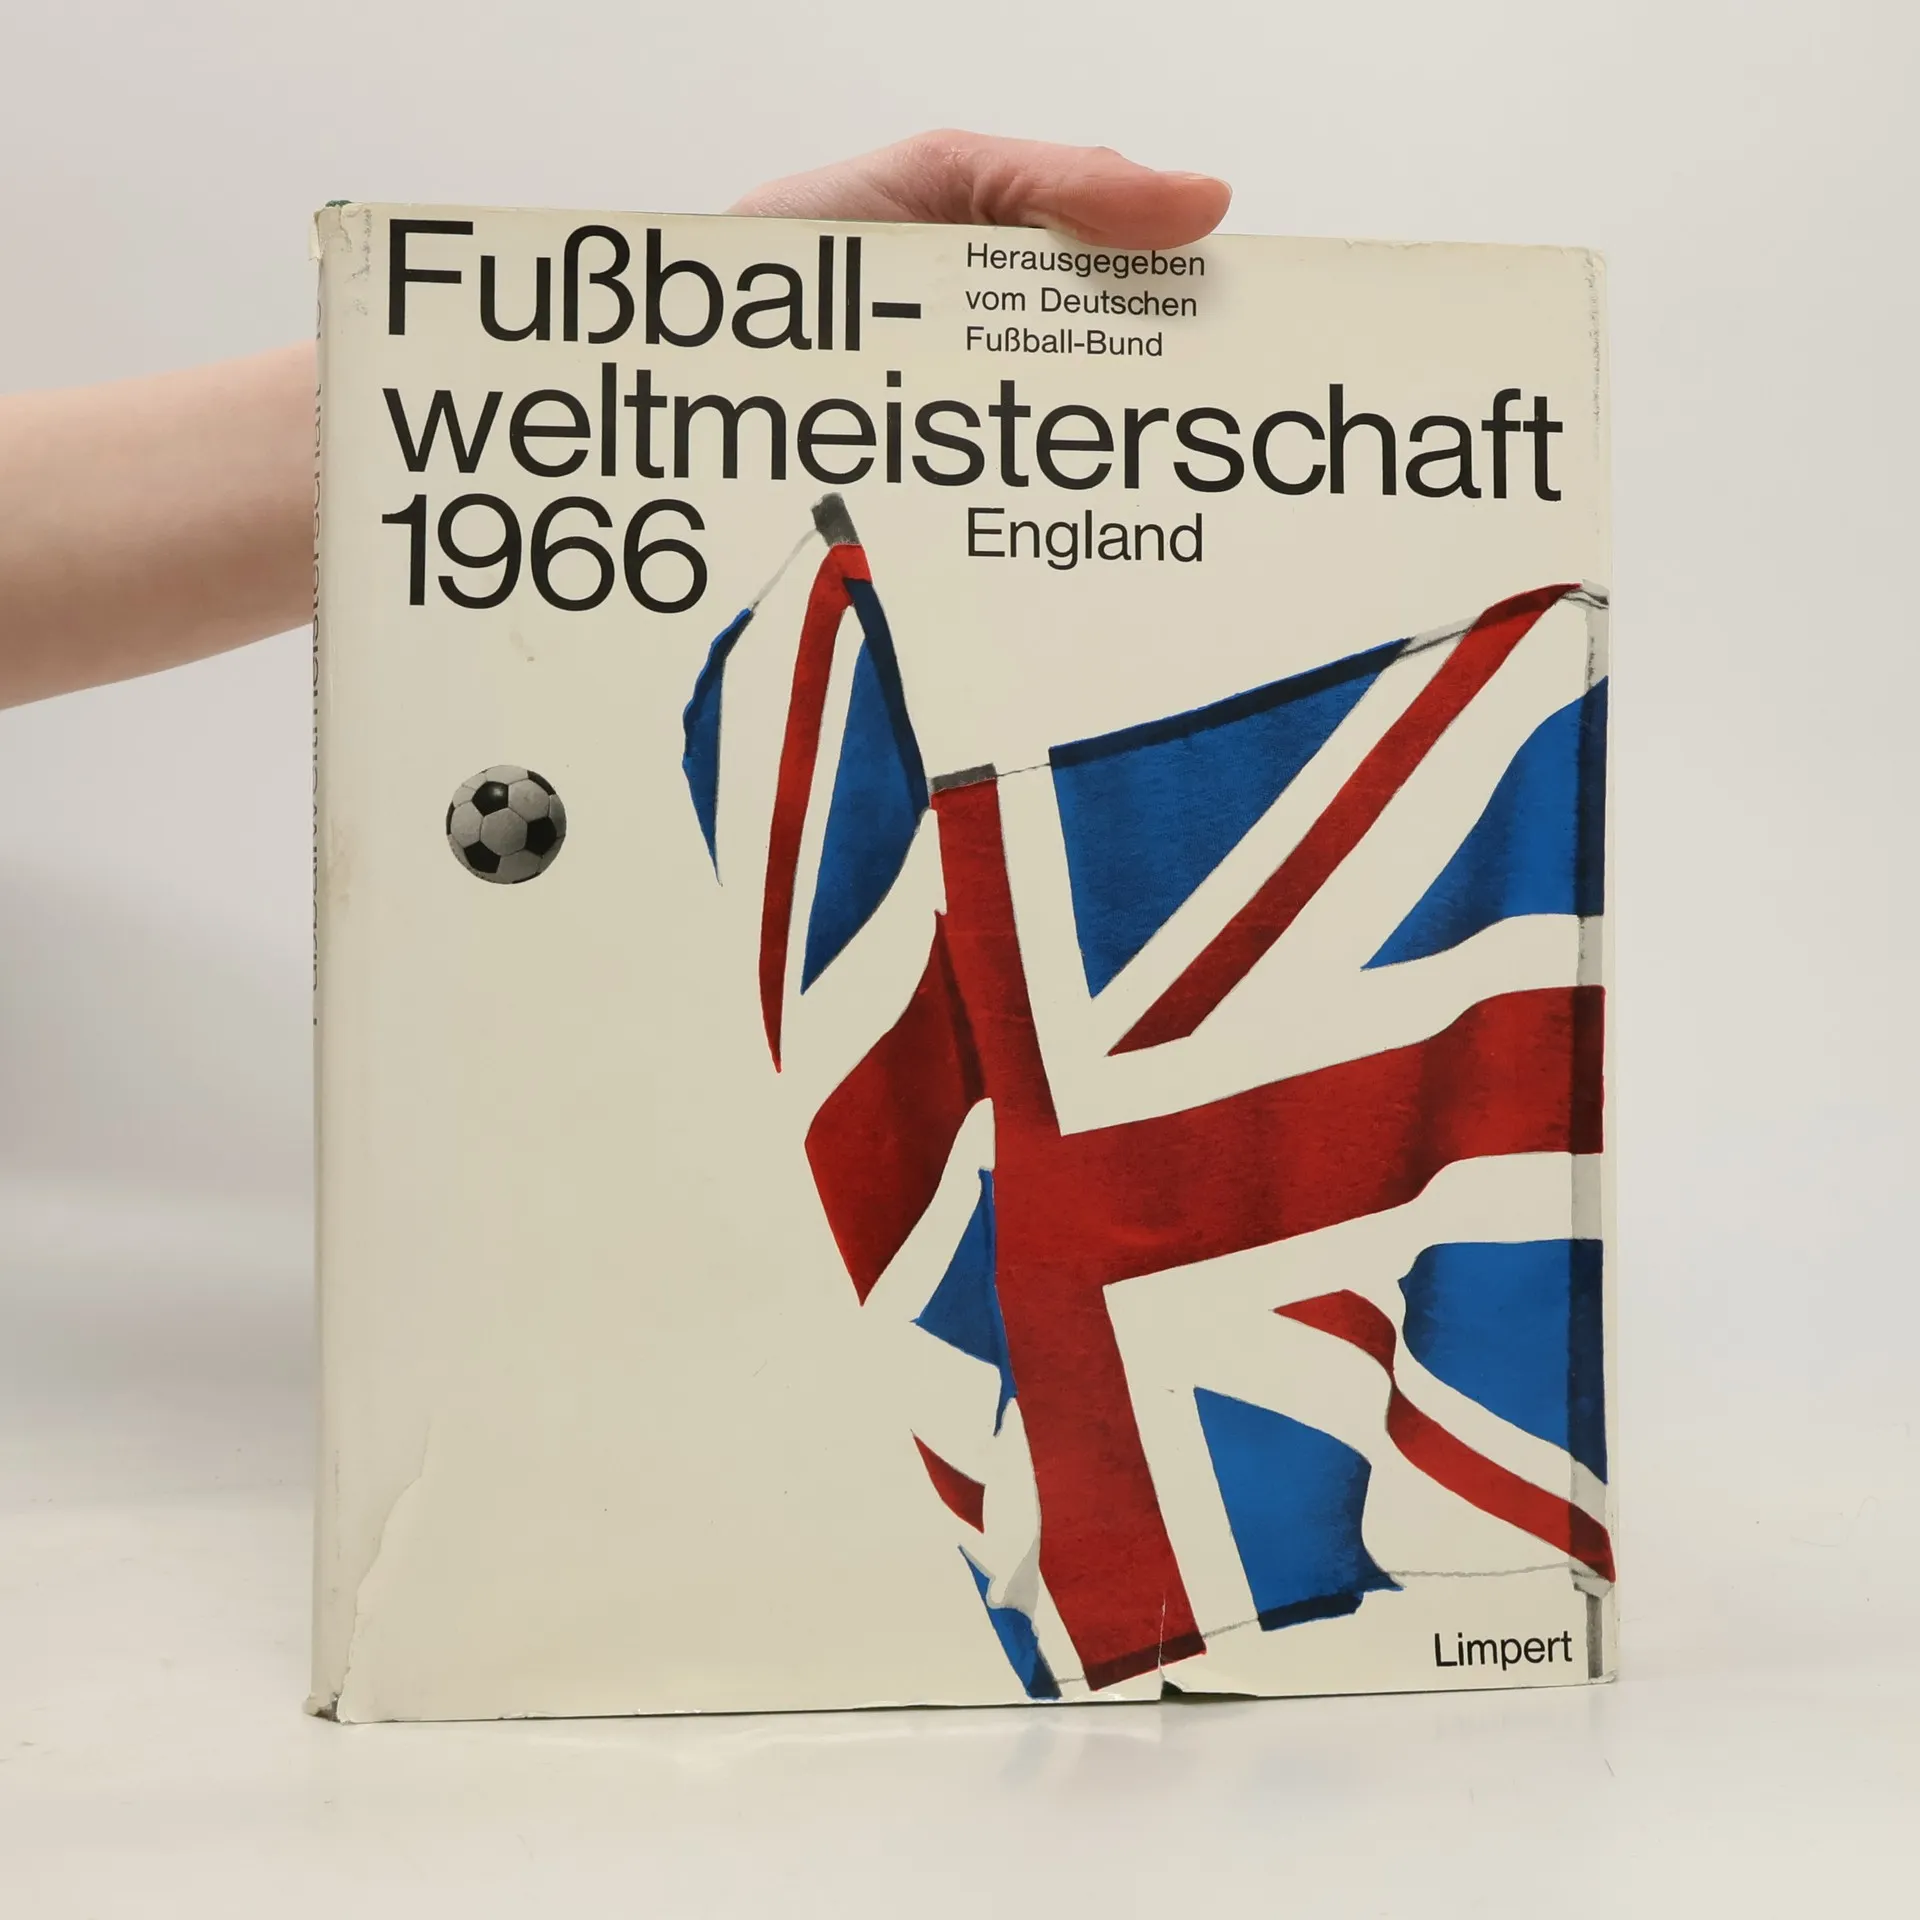 Fußball-
Herausgegeben
vom Deutschen
Fußball-Bund
weltmeisterschaft
1966
England
Limpert